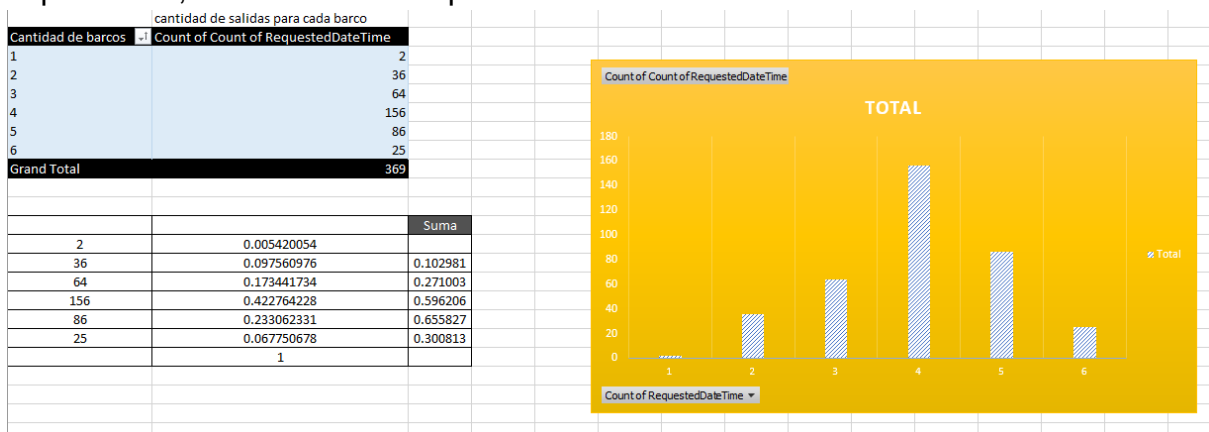 cantidad de salidas para cada barco
Cantidad de barcos Count of Count of RequestedDateTime
1 2
2 36
3 64
4 156
5 86
6 25
Grand Total 369
Suma
2 0.005420054
36 0.097560976 0.102981
64 0.173441734 0.271003
156 0.422764228 0.596206
86 0.233062331 0.655827
25 0.067750678 0.300813
1
Count of Count of RequestedDateTime
TOTAL
180
160
140
120
100
80
60
40
20
0
1 2 3 4 5 6
Total
Count of RequestedDateTime